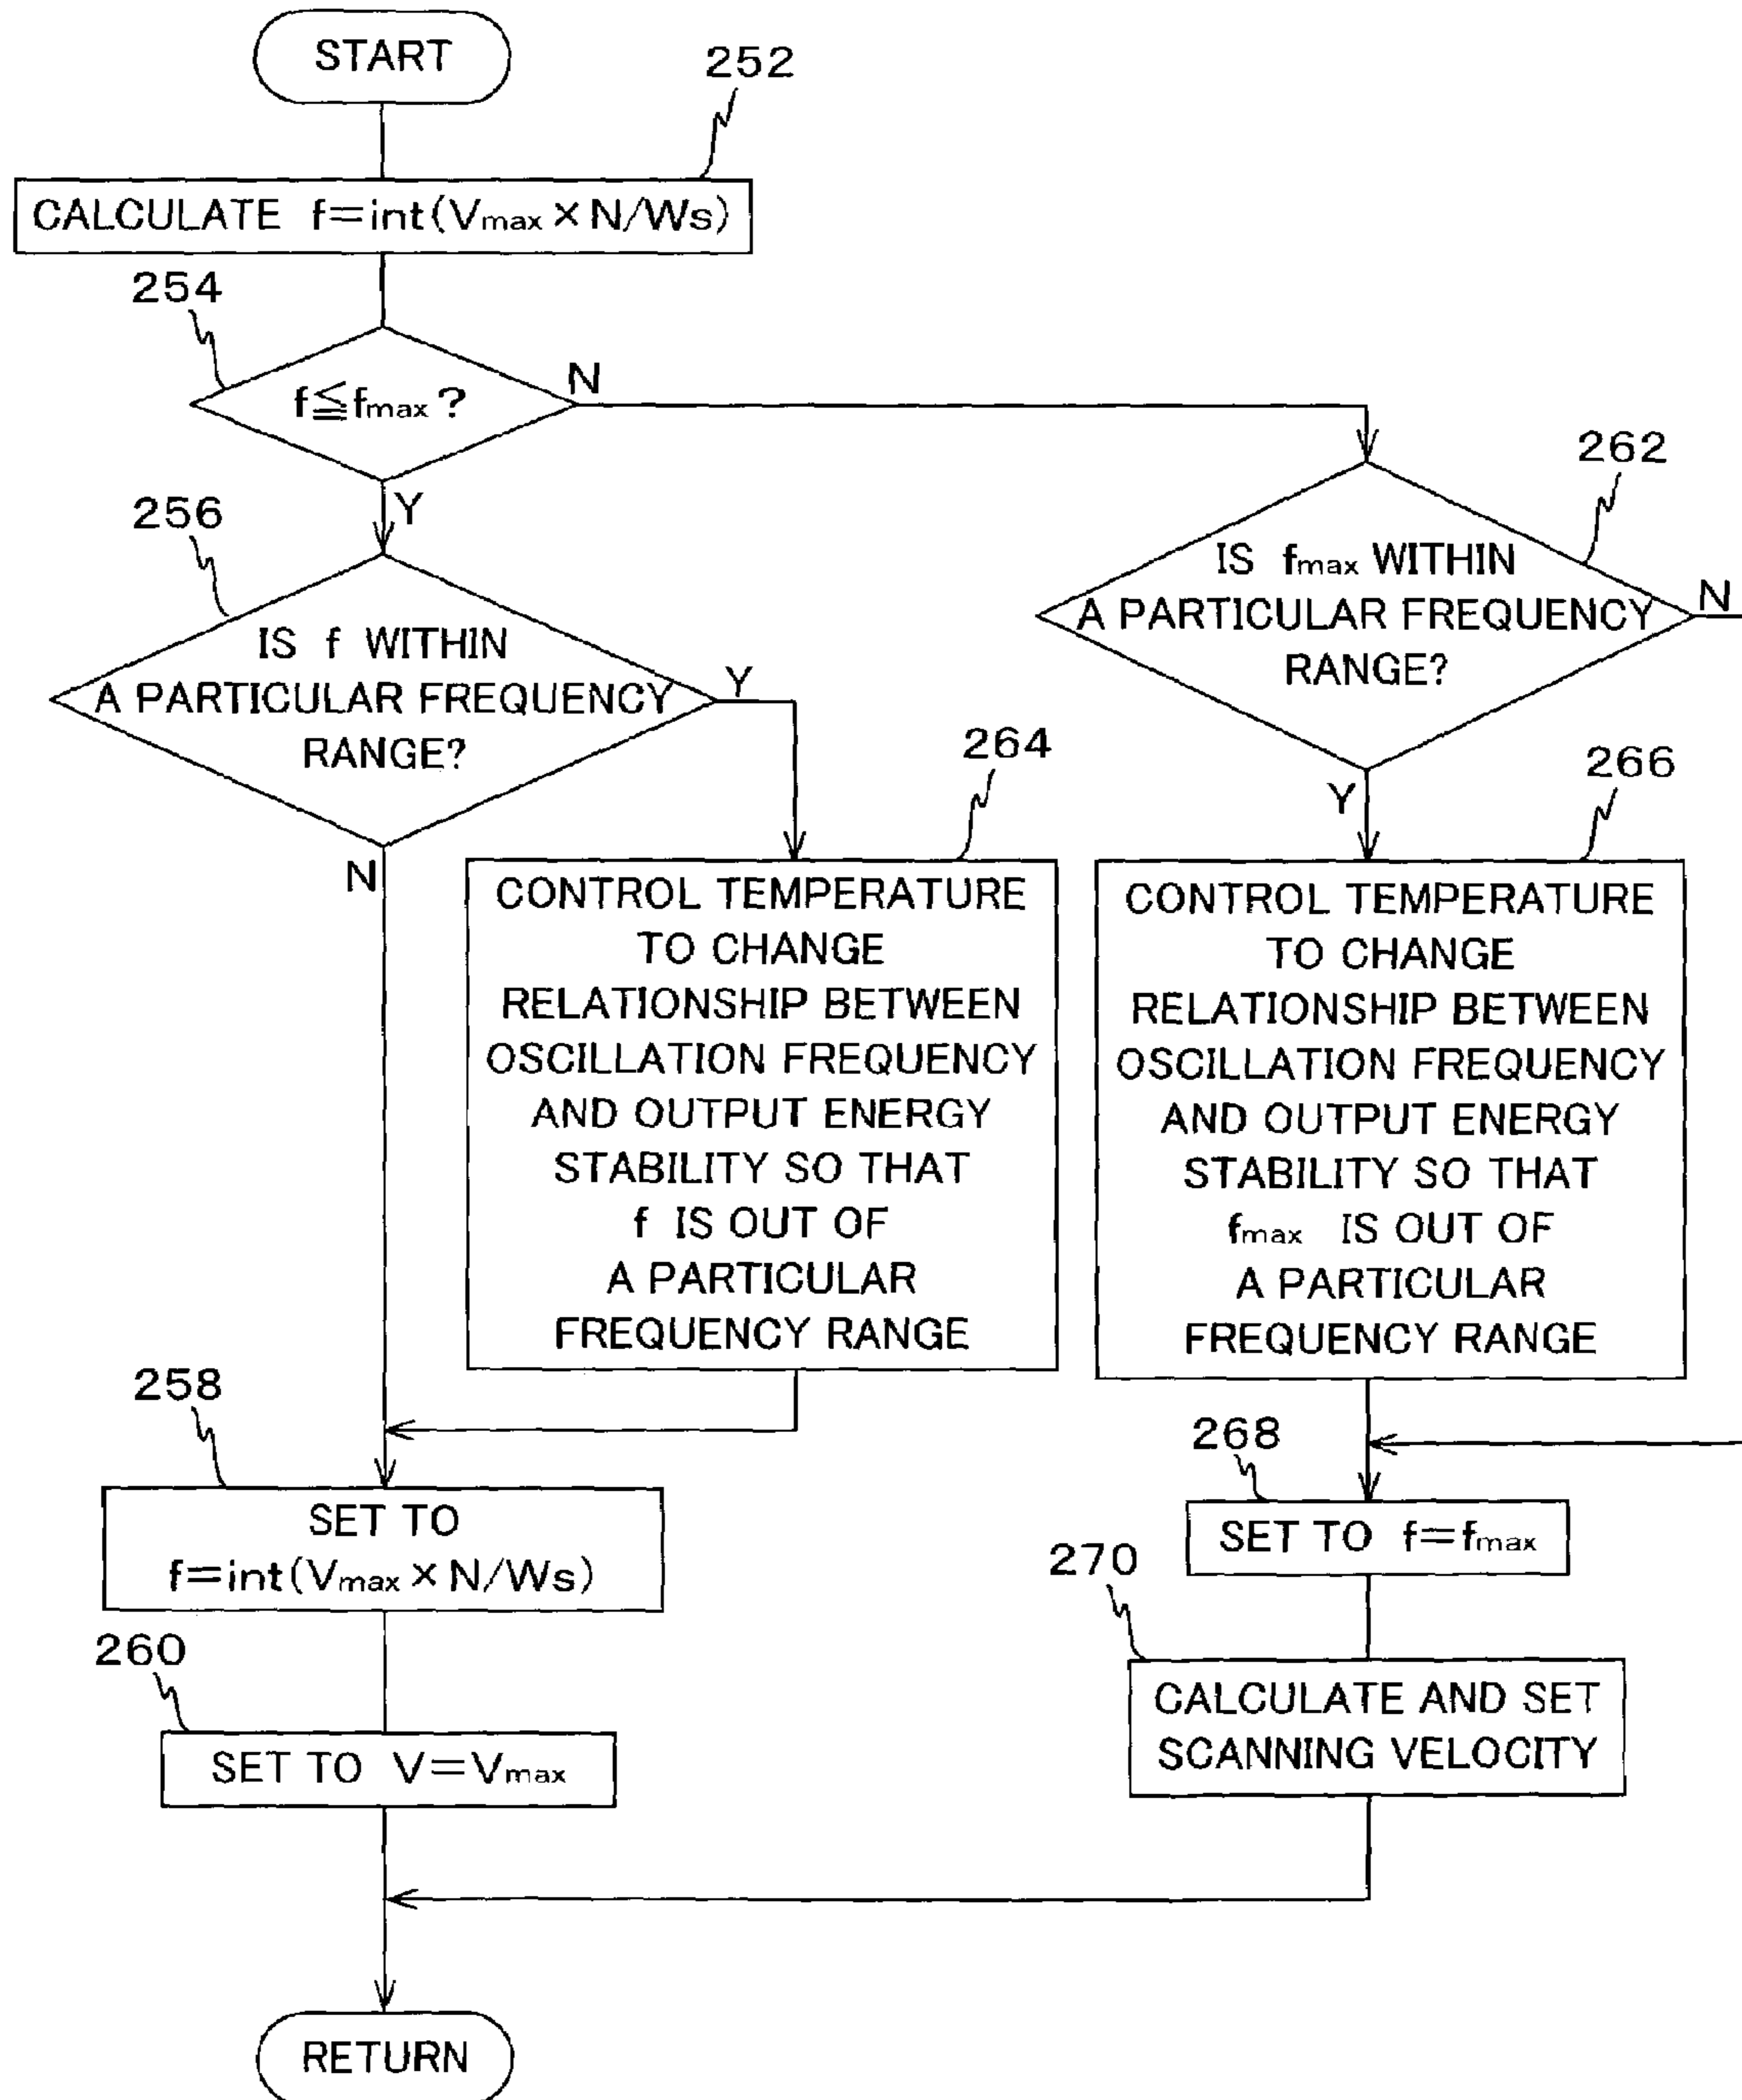 START
252
CALCULATE f=int(Vmax × N/Ws)
254
f≦fmax?
N
Y
262
IS fmax WITHIN
A PARTICULAR FREQUENCY
RANGE?
N
Y
256
IS f WITHIN
A PARTICULAR FREQUENCY
RANGE?
Y
N
264
CONTROL TEMPERATURE
TO CHANGE
RELATIONSHIP BETWEEN
OSCILLATION FREQUENCY
AND OUTPUT ENERGY
STABILITY SO THAT
f IS OUT OF
A PARTICULAR
FREQUENCY RANGE
266
CONTROL TEMPERATURE
TO CHANGE
RELATIONSHIP BETWEEN
OSCILLATION FREQUENCY
AND OUTPUT ENERGY
STABILITY SO THAT
fmax IS OUT OF
A PARTICULAR
FREQUENCY RANGE
258
SET TO
f=int(Vmax × N/Ws)
260
SET TO V=Vmax
268
SET TO f=fmax
270
CALCULATE AND SET
SCANNING VELOCITY
RETURN